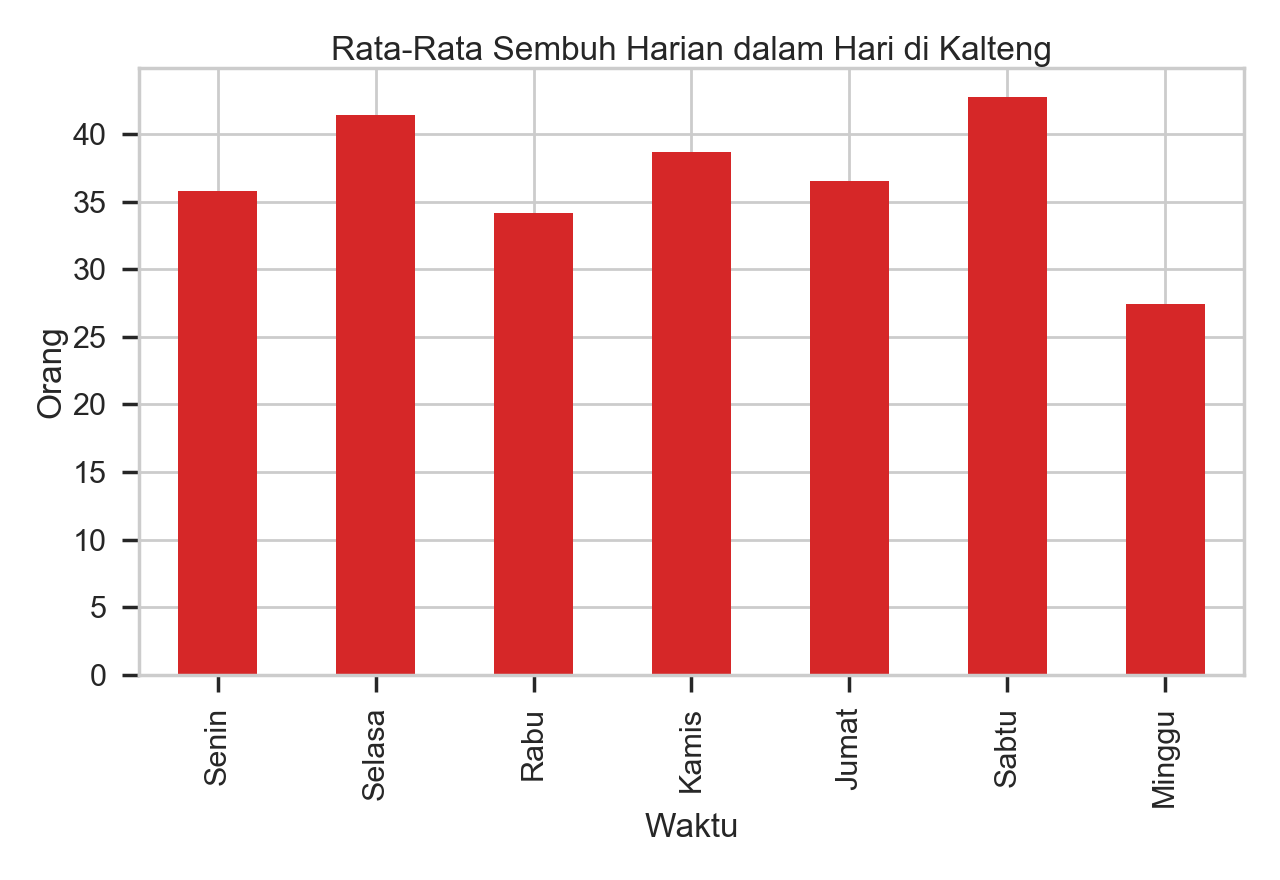 Rata-Rata Sembuh Harian dalam Hari di Kalteng
40
35
30
25
20
15
10
5
0
Orang
Senin
Selasa
Rabu
Kamis
Jumat
Sabtu
Minggu
Waktu